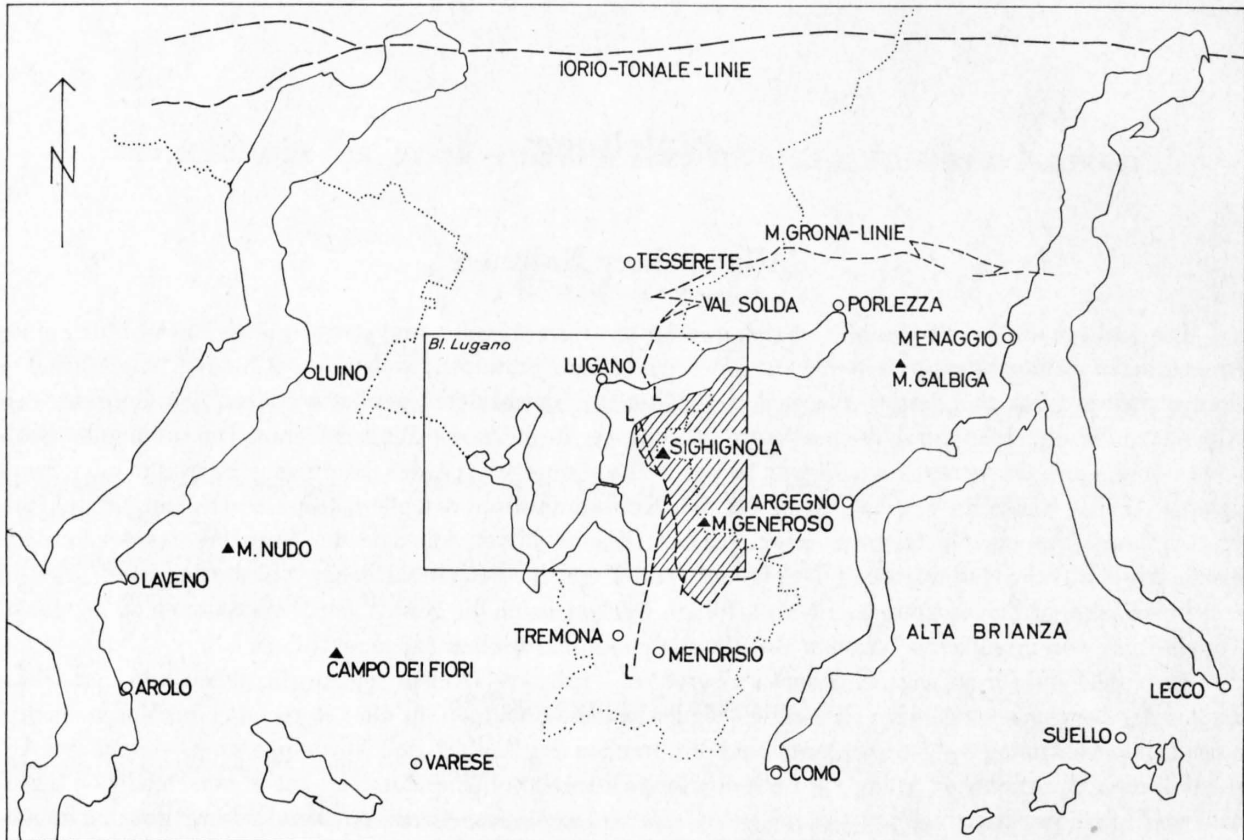 IORIO-TONALE-LINIE
N
M.GRONA-LINIE
TESSERETE
VAL SOLDA
PORLEZZA
Bl. Lugano
MENAGGIO
LUGANO
LUINO
M. GALBIGA
L
SIGHIGNOLA
ARGEGNO
M.GENEROSO
M. NUDO
LAVENO
TREMONA
ALTA BRIANZA
MENDRISIO
CAMPO DEI FIORI
L
AROLO
LECCO
SUELLO
VARESE
COMO